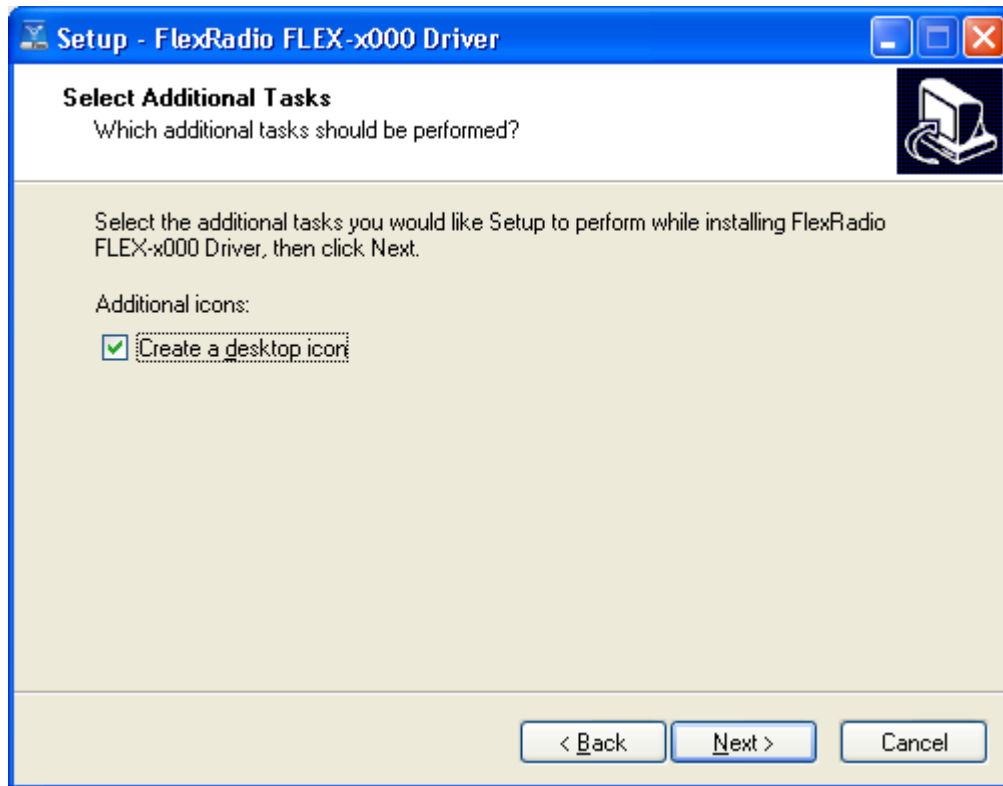 Setup - FlexRadio FLEX-x000 Driver
Select Additional Tasks
Which additional tasks should be performed?
Select the additional tasks you would like Setup to perform while installing FlexRadio
FLEX-x000 Driver, then click Next.
Additional icons:
Create a desktop icon
< Back Next > Cancel